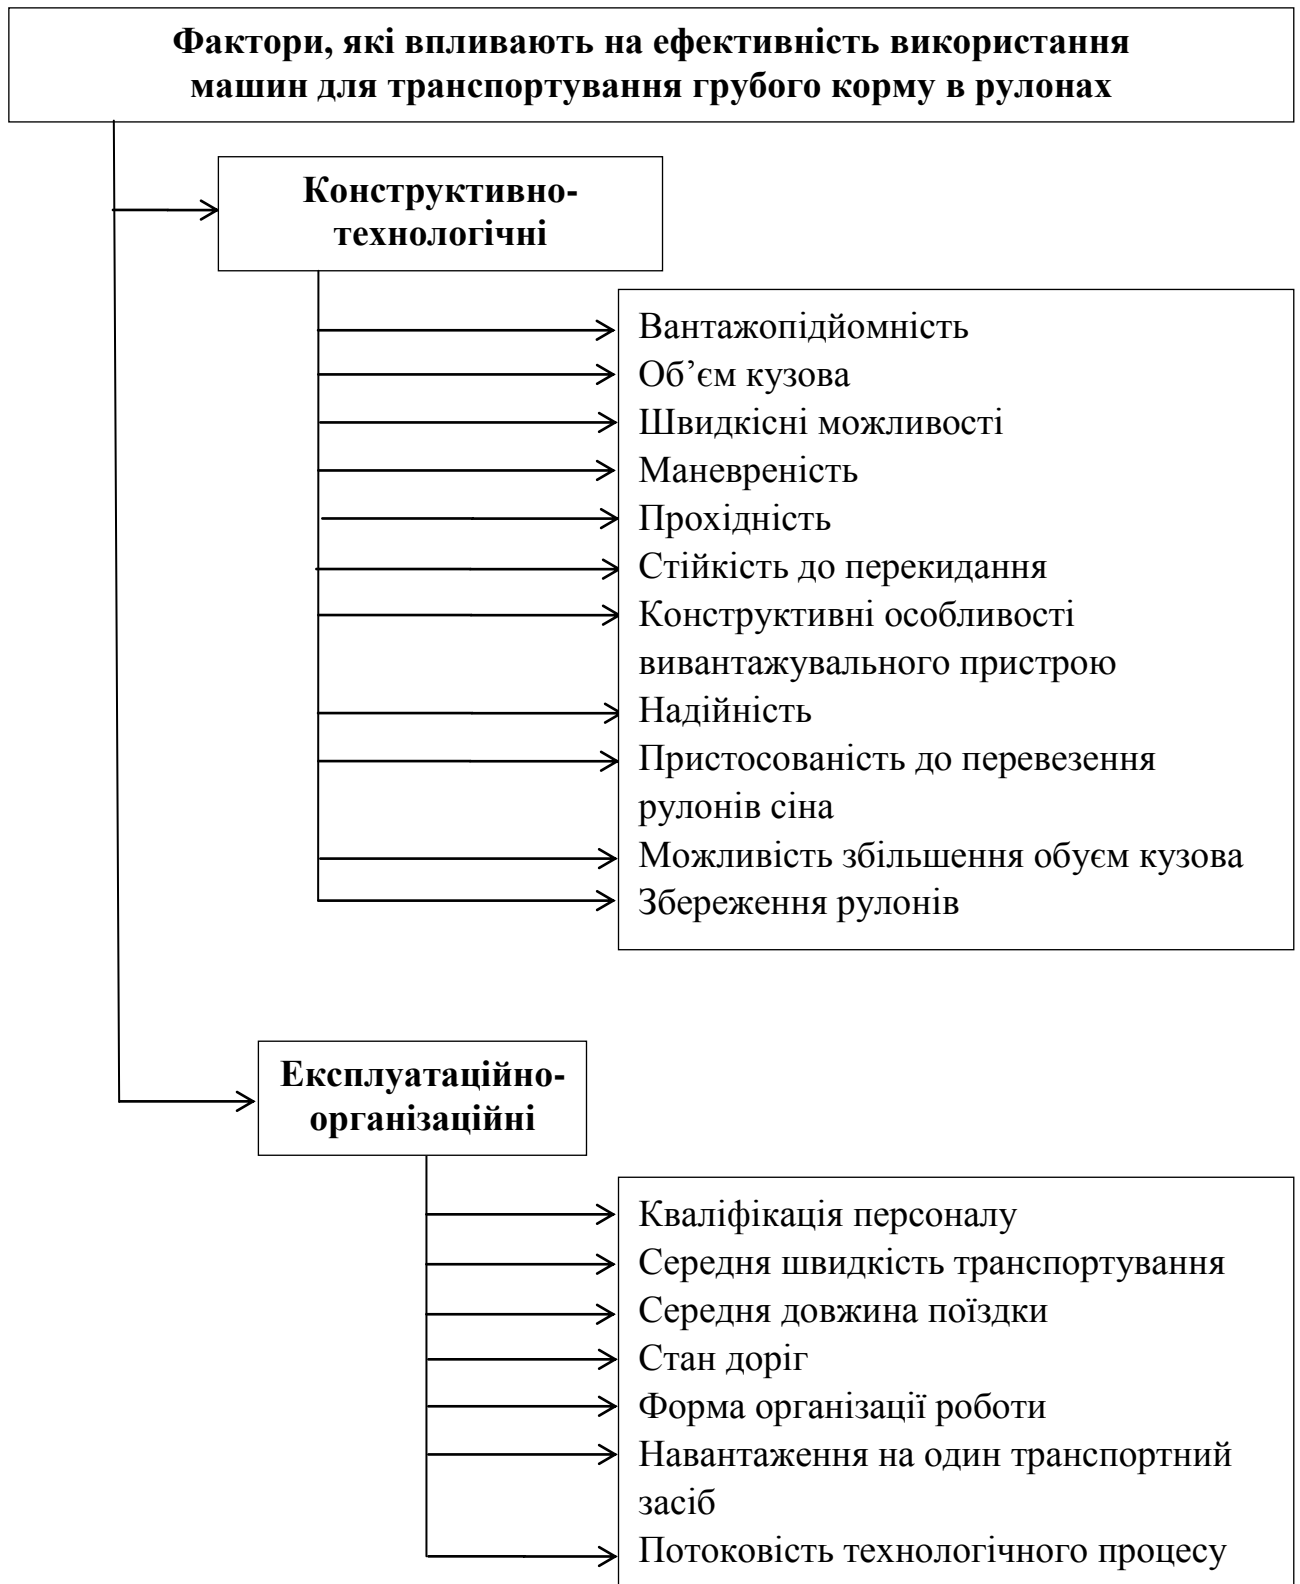 Фактори, які впливають на ефективність використання
машин для транспортування грубого корму в рулонах
Конструктивно-
технологічні
Вантажопідйомність
Об’єм кузова
Швидкісні можливості
Маневреність
Прохідність
Стійкість до перекидання
Конструктивні особливості
вивантажувального пристрою
Надійність
Пристосованість до перевезення
рулонів сіна
Можливість збільшення обуєм кузова
Збереження рулонів
Експлуатаційно-
організаційні
Кваліфікація персоналу
Середня швидкість транспортування
Середня довжина поїздки
Стан доріг
Форма організації роботи
Навантаження на один транспортний
засіб
Потоковість технологічного процесу